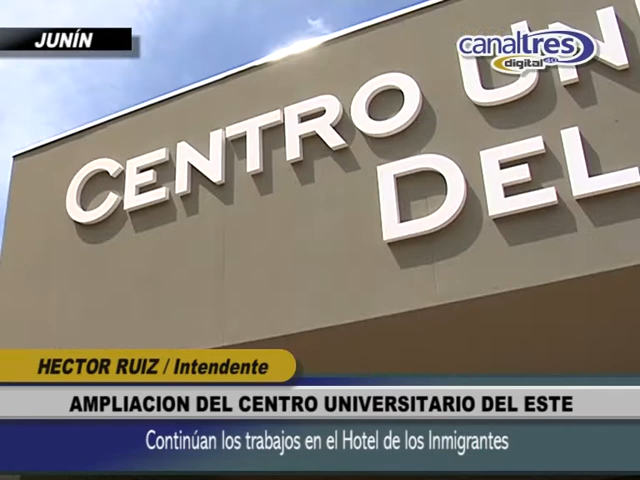 JUNÍN
canaltres
digital
CENTRO UN
DEL
HECTOR RUIZ / Intendente
AMPLIACION DEL CENTRO UNIVERSITARIO DEL ESTE
Continúan los trabajos en el Hotel de los Inmigrantes